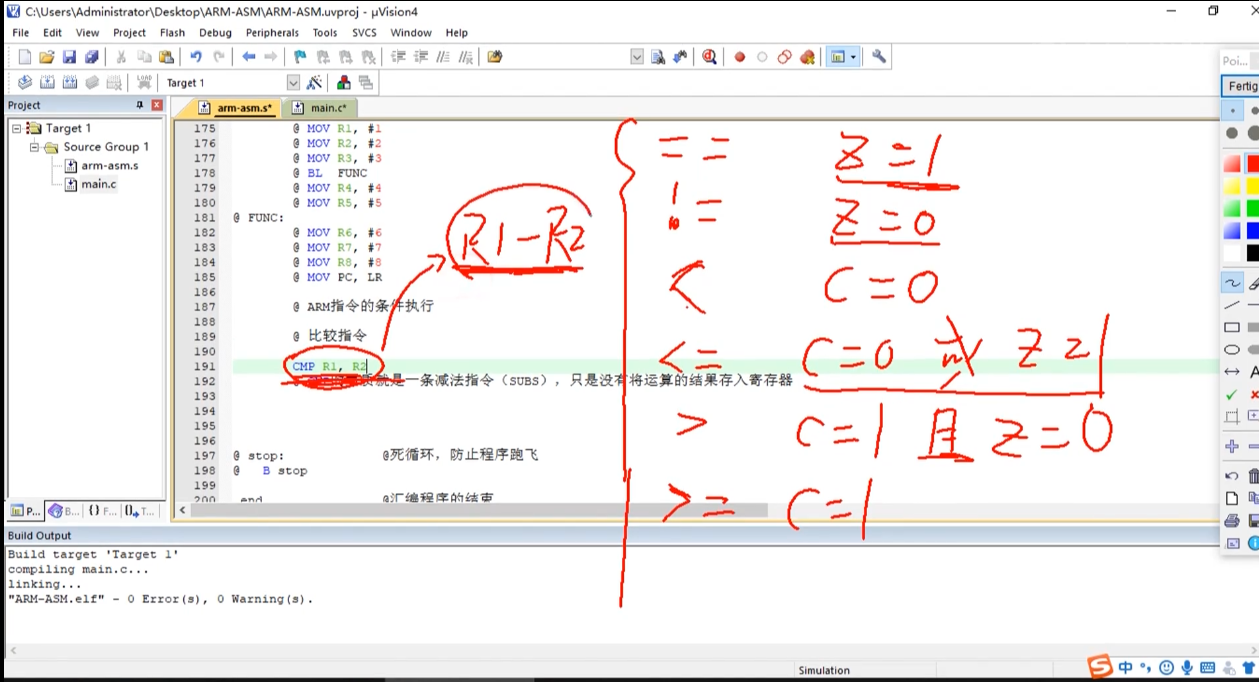 C:\Users\Administrator\Desktop\ARM-ASM\ARM-ASM.uvproj - µVision4
File Edit View Project Flash Debug Peripherals Tools SVCS Window Help
LOAD Target 1
Project
arm-asm.s* main.c*
Target 1
Source Group 1
arm-asm.s
main.c
175 @ MOV R1, #1
176 @ MOV R2, #2
177 @ MOV R3, #3
178 @ BL FUNC
179 @ MOV R4, #4
180 @ MOV R5, #5
181 @ FUNC:
182 @ MOV R6, #6
183 @ MOV R7, #7
184 @ MOV R8, #8
185 @ MOV PC, LR
186
187 @ ARM指令的条件执行
188
189 @ 比较指令
190
191 CMP R1, R2
192 就是一条减法指令（SUBS），只是没有将运算的结果存入寄存器
193
194
195
196
197 @ stop: @死循环，防止程序跑飞
198 @ B stop
199
200 .end @汇编程序的结束
R1-R2
== Z=1
!= Z=0
< C=0
<= C=0 或 Z=1
> C=1 且 Z=0
>= C=1
Poi...
Fertig
A
P... B... {} F... T...
Build Output
Build target 'Target 1'
compiling main.c...
linking...
"ARM-ASM.elf" - 0 Error(s), 0 Warning(s).
Simulation
S 中